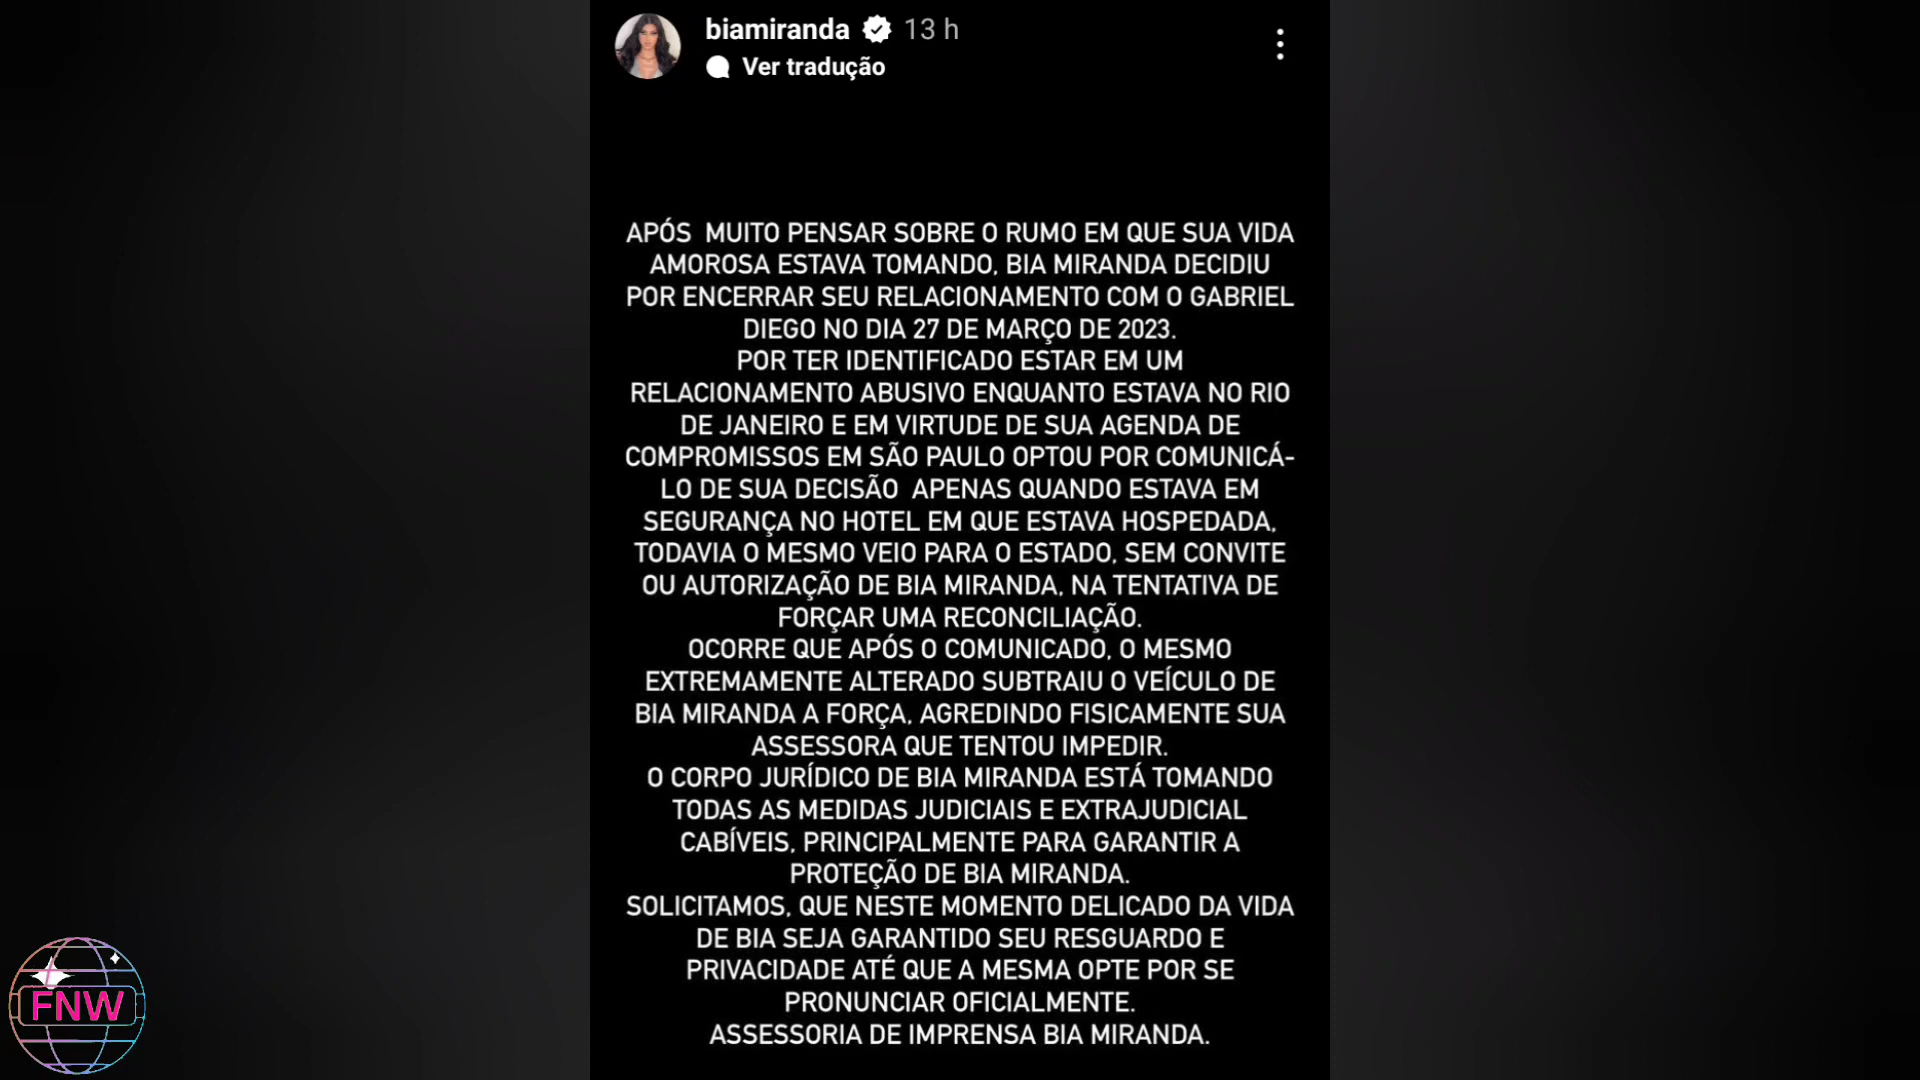 biamiranda 13 h
Ver tradução
APÓS MUITO PENSAR SOBRE O RUMO EM QUE SUA VIDA
AMOROSA ESTAVA TOMANDO, BIA MIRANDA DECIDIU
POR ENCERRAR SEU RELACIONAMENTO COM O GABRIEL
DIEGO NO DIA 27 DE MARÇO DE 2023.
POR TER IDENTIFICADO ESTAR EM UM
RELACIONAMENTO ABUSIVO ENQUANTO ESTAVA NO RIO
DE JANEIRO E EM VIRTUDE DE SUA AGENDA DE
COMPROMISSOS EM SÃO PAULO OPTOU POR COMUNICÁ-
LO DE SUA DECISÃO APENAS QUANDO ESTAVA EM
SEGURANÇA NO HOTEL EM QUE ESTAVA HOSPEDADA,
TODAVIA O MESMO VEIO PARA O ESTADO, SEM CONVITE
OU AUTORIZAÇÃO DE BIA MIRANDA, NA TENTATIVA DE
FORÇAR UMA RECONCILIAÇÃO.
OCORRE QUE APÓS O COMUNICADO, O MESMO
EXTREMAMENTE ALTERADO SUBTRAIU O VEÍCULO DE
BIA MIRANDA A FORÇA, AGREDINDO FISICAMENTE SUA
ASSESSORA QUE TENTOU IMPEDIR.
O CORPO JURÍDICO DE BIA MIRANDA ESTÁ TOMANDO
TODAS AS MEDIDAS JUDICIAIS E EXTRAJUDICIAL
CABÍVEIS, PRINCIPALMENTE PARA GARANTIR A
PROTEÇÃO DE BIA MIRANDA.
SOLICITAMOS, QUE NESTE MOMENTO DELICADO DA VIDA
DE BIA SEJA GARANTIDO SEU RESGUARDO E
PRIVACIDADE ATÉ QUE A MESMA OPTE POR SE
PRONUNCIAR OFICIALMENTE.
ASSESSORIA DE IMPRENSA BIA MIRANDA.
FNW